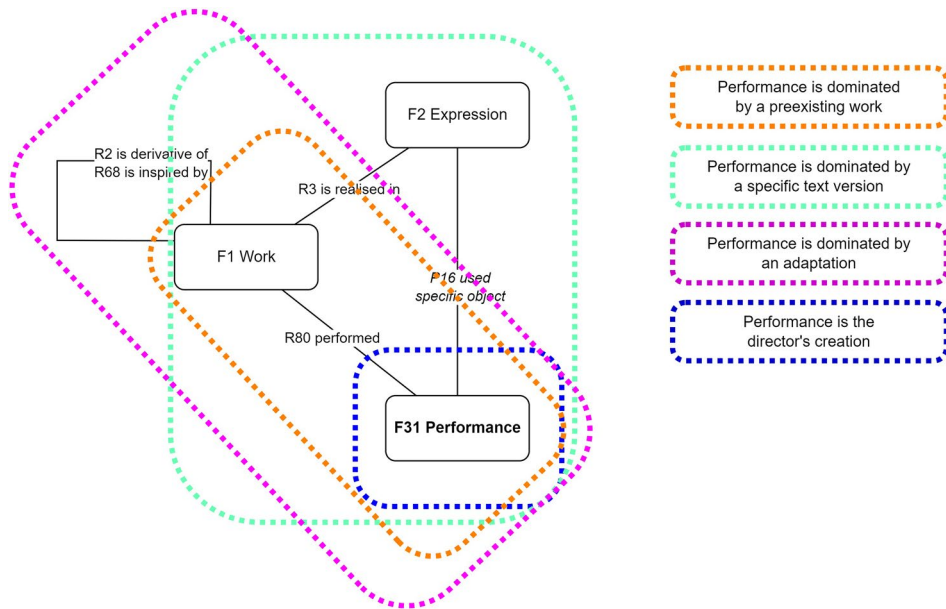 F2 Expression
R2 is derivative of
R68 is inspired by
R3 is realised in
F1 Work
P16 used
specific object
R80 performed
F31 Performance
Performance is dominated
by a preexisting work
Performance is dominated by
a specific text version
Performance is dominated by
an adaptation
Performance is the
director's creation